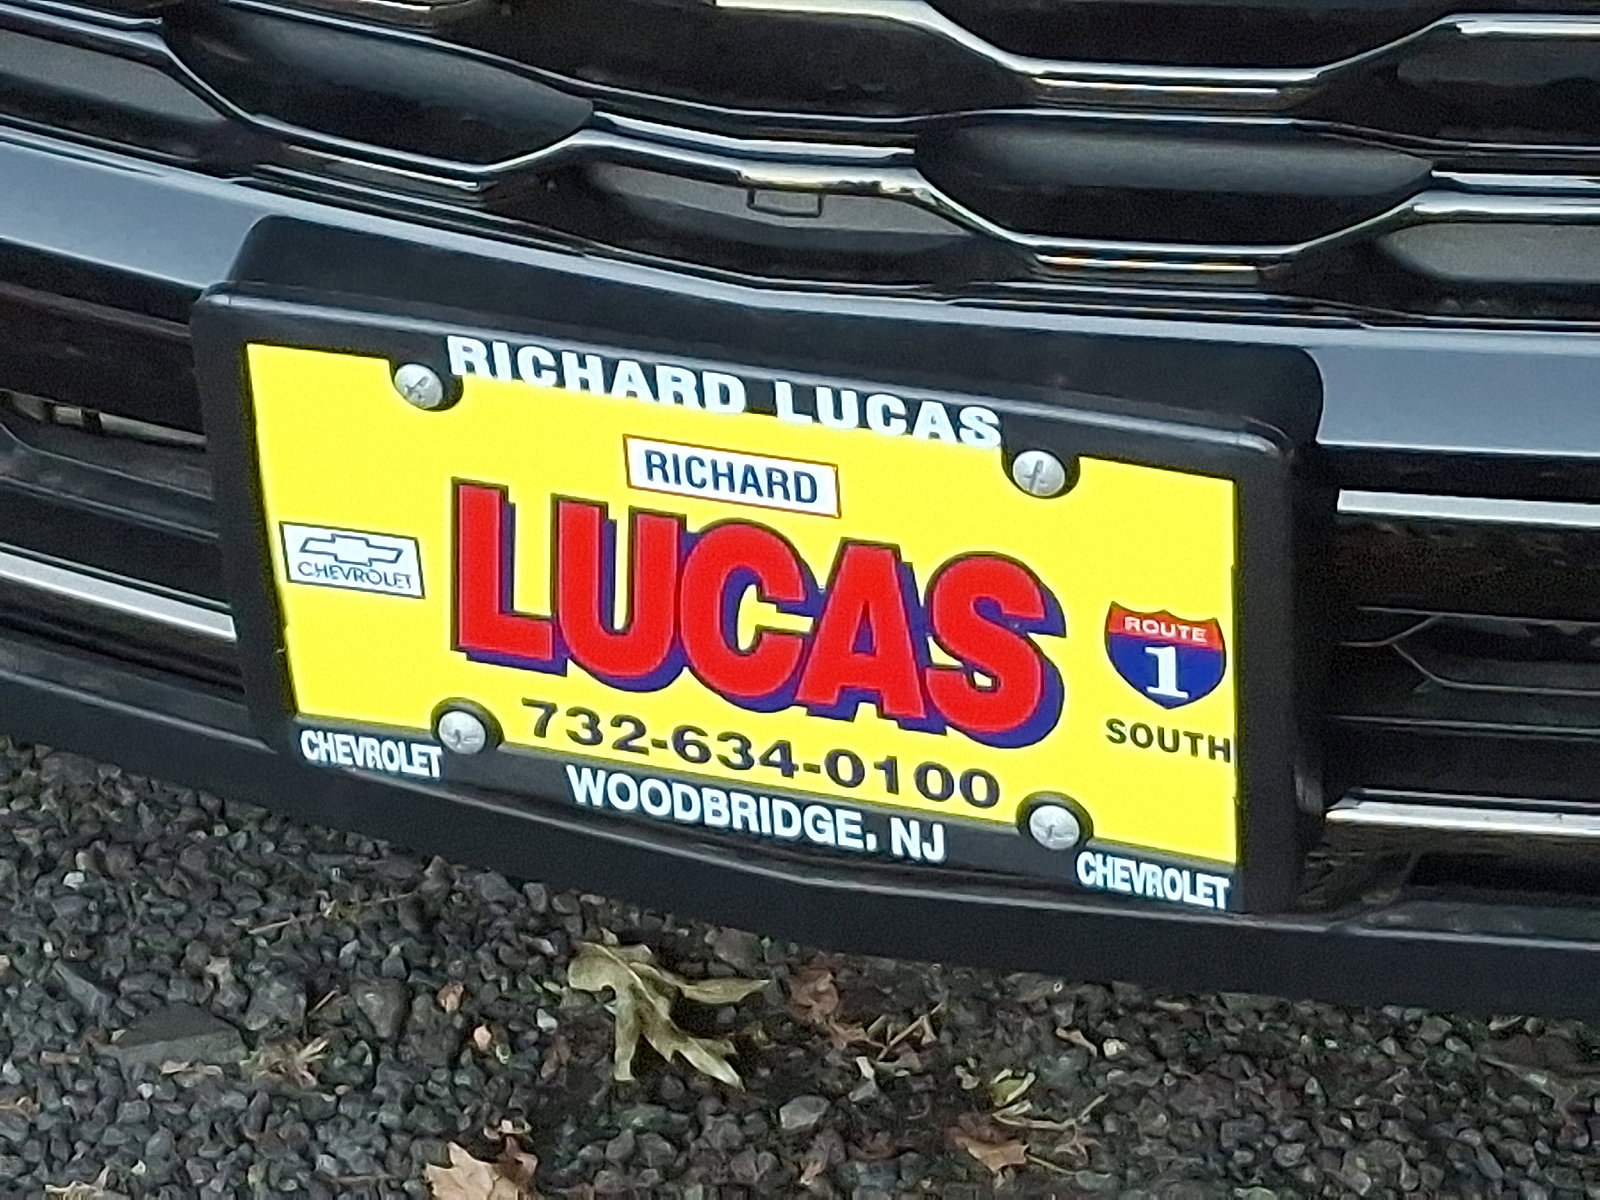 RICHARD LUCAS
RICHARD
LUCAS
CHEVROLET
ROUTE
1
SOUTH
732-634-0100
CHEVROLET
WOODBRIDGE, NJ
CHEVROLET